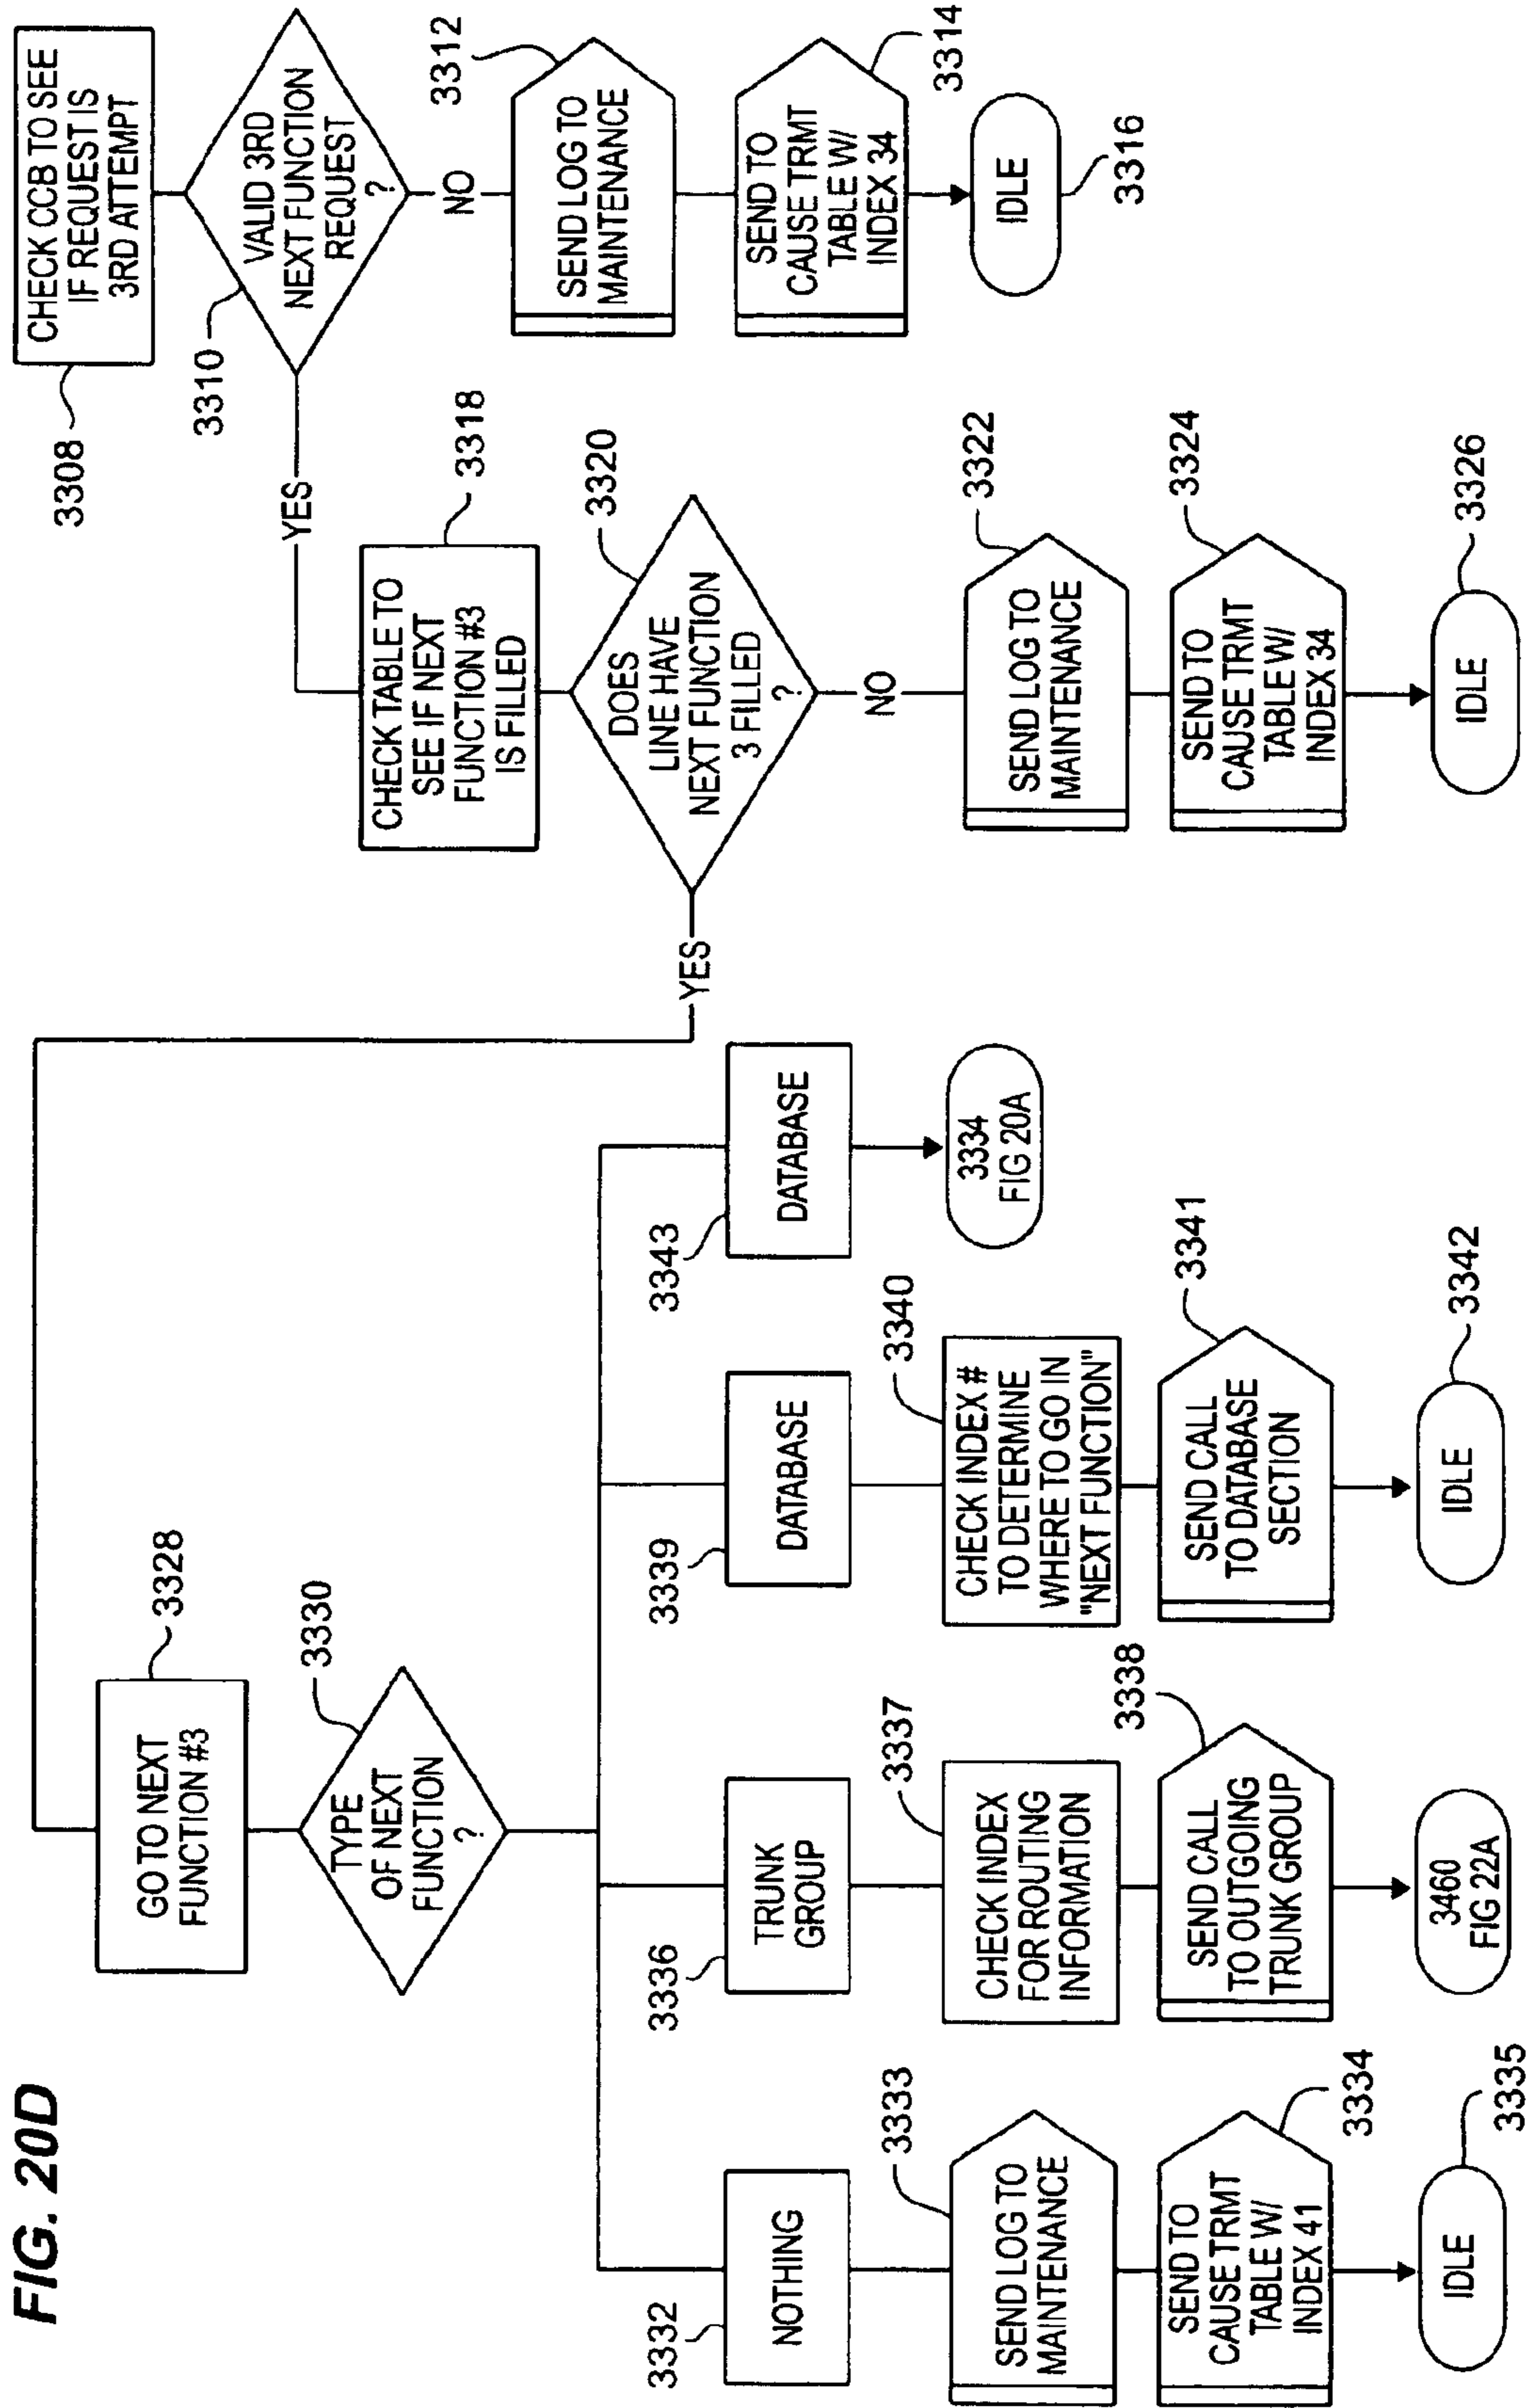 FIG. 20D
CHECK CCB TO SEE
IF REQUEST IS
3RD ATTEMPT
3308
VALID 3RD
NEXT FUNCTION
REQUEST
?
3310
NO
SEND LOG TO
MAINTENANCE
3312
SEND TO
CAUSE TRMT
TABLE W/
INDEX 34
3314
IDLE
3316
YES
CHECK TABLE TO
SEE IF NEXT
FUNCTION #3
IS FILLED
3318
DOES
LINE HAVE
NEXT FUNCTION
3 FILLED
?
3320
NO
SEND LOG TO
MAINTENANCE
3322
SEND TO
CAUSE TRMT
TABLE W/
INDEX 34
3324
IDLE
3326
YES
GO TO NEXT
FUNCTION #3
3328
TYPE
OF NEXT
FUNCTION
?
3330
NOTHING
3332
SEND LOG TO
MAINTENANCE
3333
SEND TO
CAUSE TRMT
TABLE W/
INDEX 41
3334
IDLE
3335
TRUNK
GROUP
3336
CHECK INDEX
FOR ROUTING
INFORMATION
3337
SEND CALL
TO OUTGOING
TRUNK GROUP
3338
3460
FIG 22A
DATABASE
3339
CHECK INDEX #
TO DETERMINE
WHERE TO GO IN
"NEXT FUNCTION"
3340
SEND CALL
TO DATABASE
SECTION
3341
IDLE
3342
DATABASE
3343
3334
FIG 20A